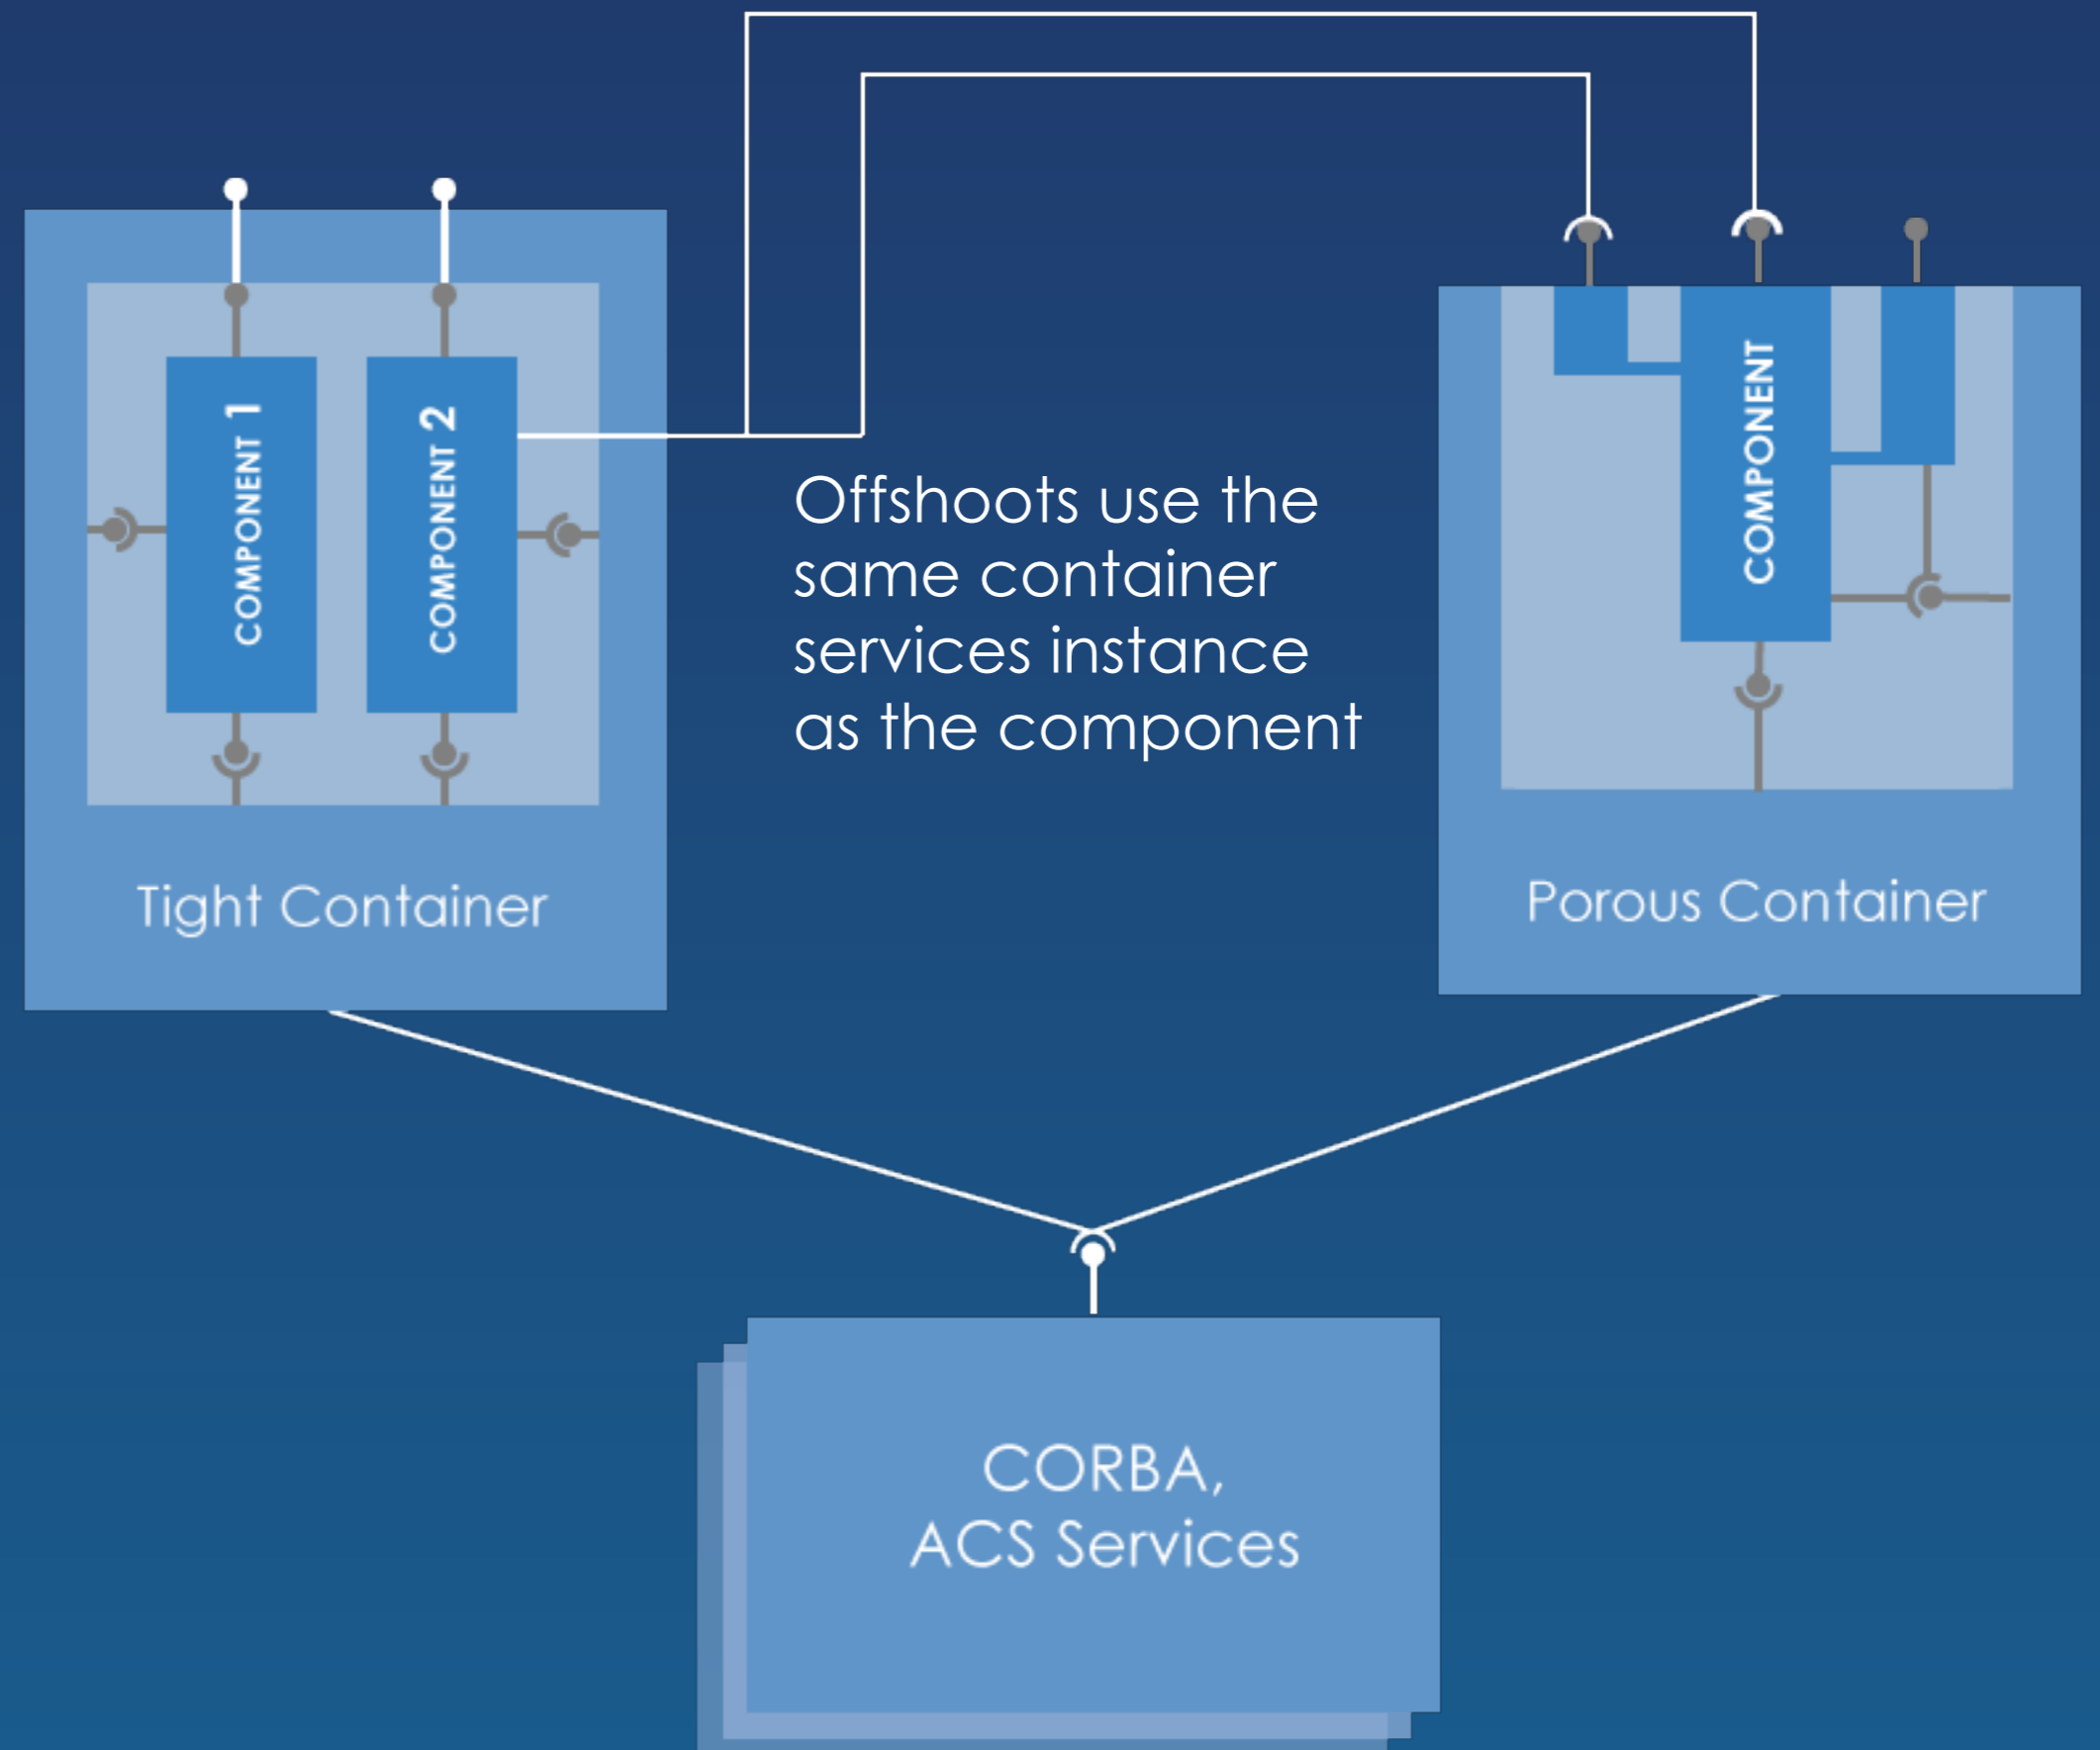 COMPONENT 1
COMPONENT 2
COMPONENT
Offshoots use the
same container
services instance
as the component
Tight Container
Porous Container
CORBA,
ACS Services